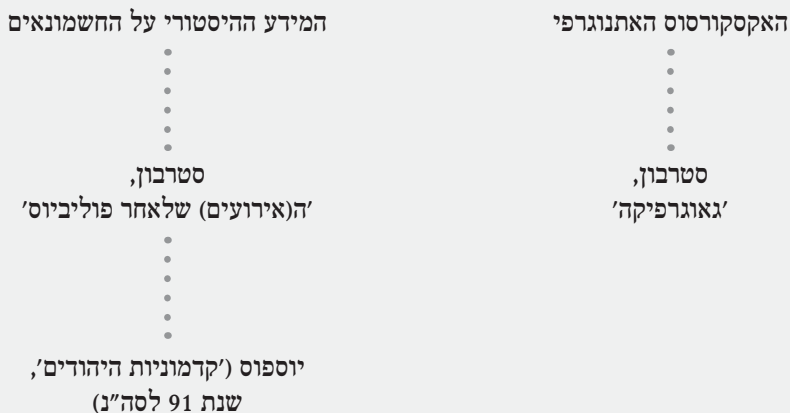 האקסקורסוס האתנוגרפי
סטרבון,
'גאוגרפיקה'
המידע ההיסטורי על החשמונאים
סטרבון,
'ה(אירועים) שלאחר פוליביוס'
יוספוס ('קדמוניות היהודים',
שנת 91 לסה"נ)